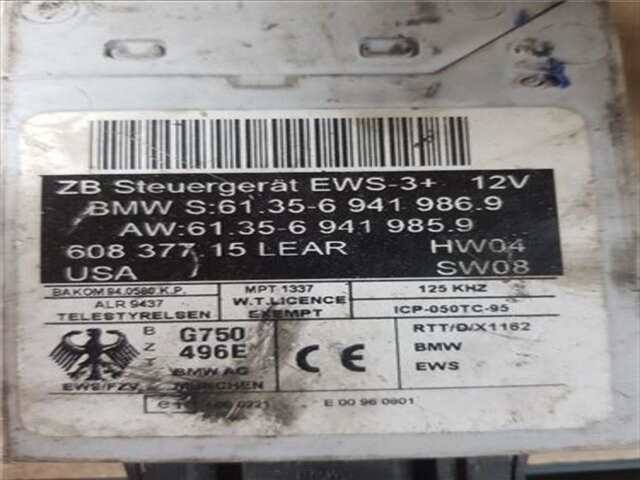 ZB Steuergerät EWS-3+ 12V
BMW S:61.35-6 941 986.9
AW:61.35-6 941 985.9
608 377 15 LEAR HW04
USA SW08
BAKOM 94.0580.K.P. MPT 1337 125 KHZ
ALR 9437 W.T.LICENCE ICP-050TC-95
TELESTYRELSEN EXEMPT
B G750 RTT/D/X1162
Z 496E CE BMW
BMW AG EWS
EWS/FZV MÜNCHEN
0221 E 00 96 0801